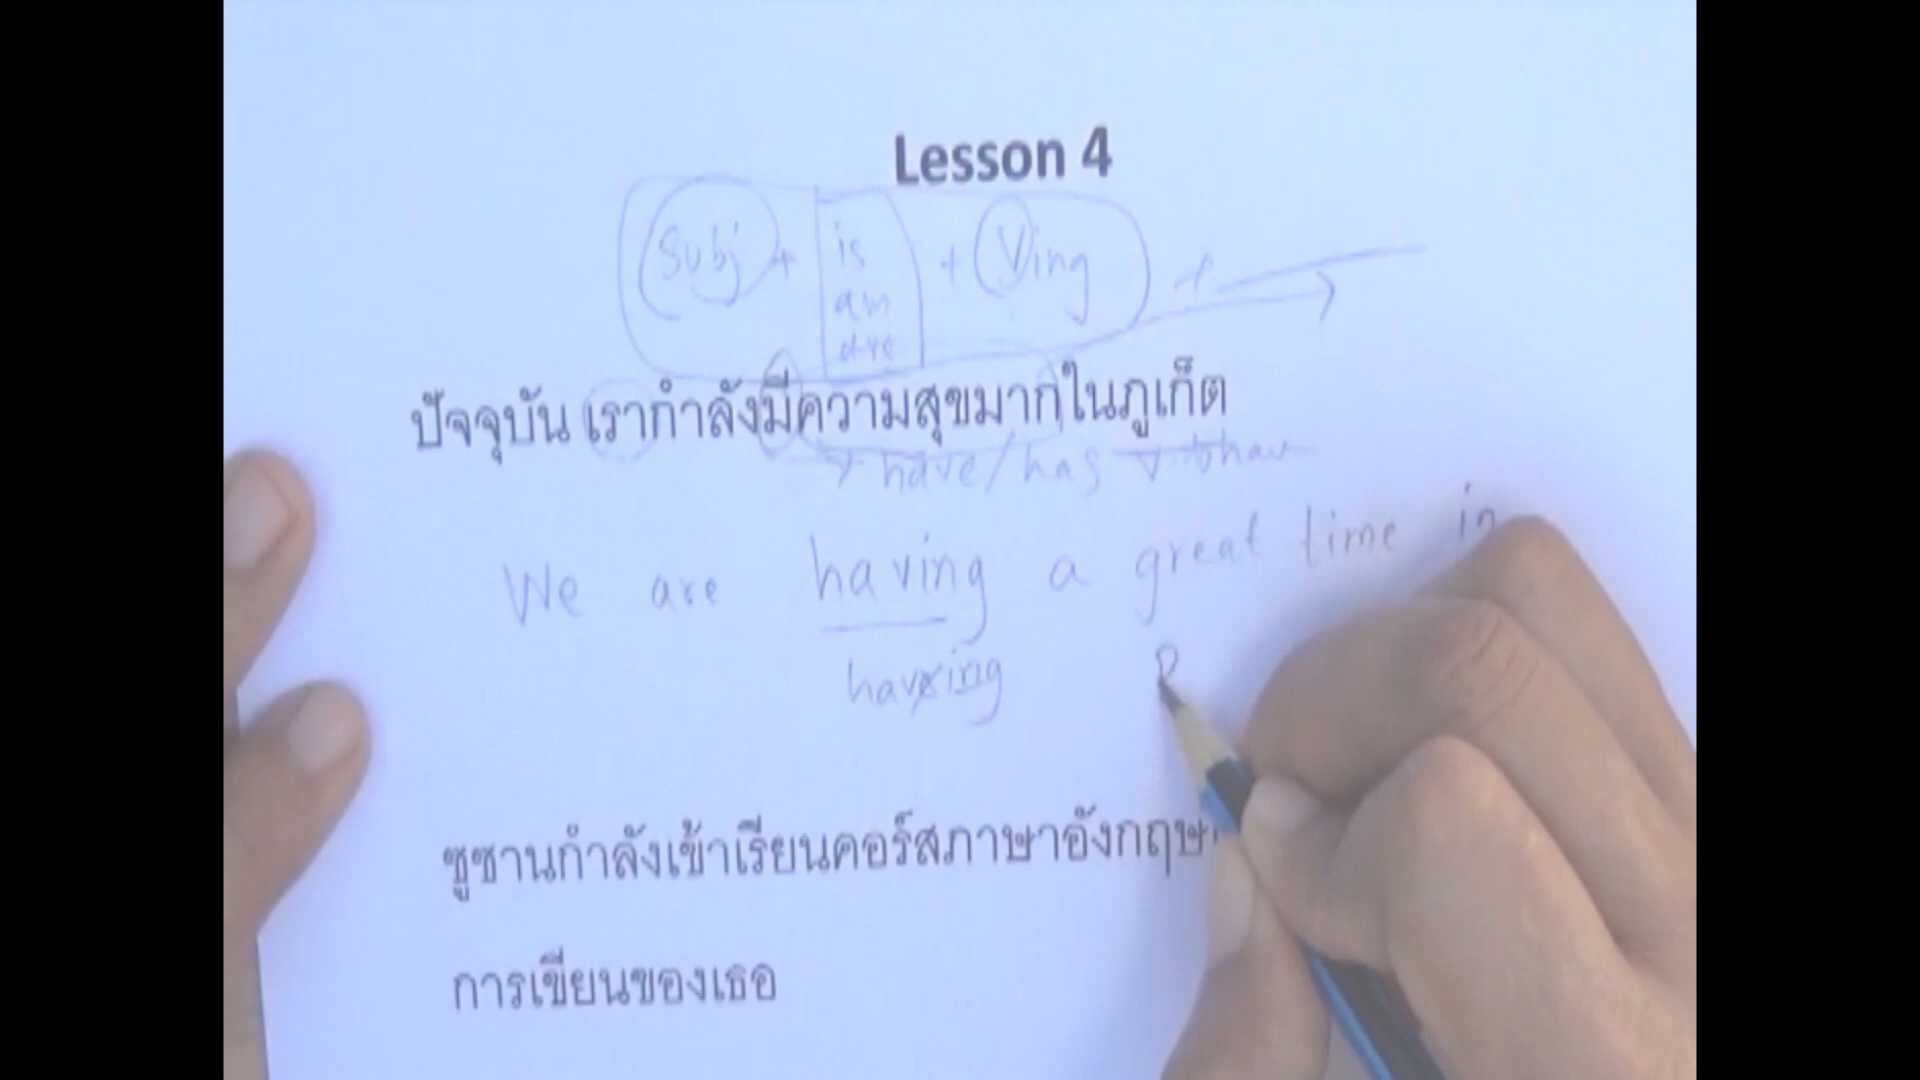 Lesson 4
Subj + is + Ving +
am
are
ปัจจุบัน เรากำลังมีความสุขมากในภูเก็ต
have/has
We are having a great time in
having P
ซูซานกำลังเข้าเรียนคอร์สภาษาอังกฤษ
การเขียนของเธอ